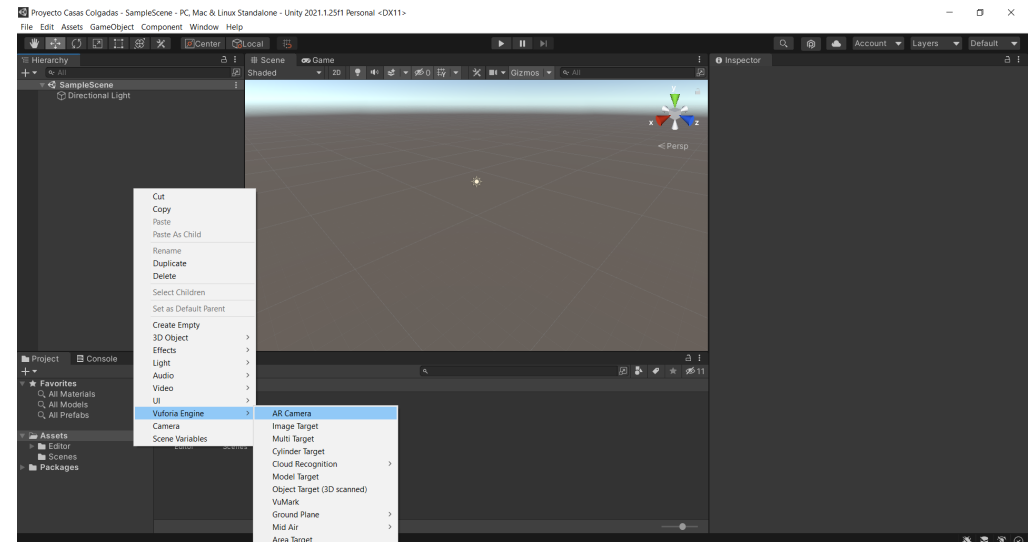 Proyecto Casas Colgadas - SampleScene - PC, Mac & Linux Standalone - Unity 2021.1.25f1 Personal <DX11>
File Edit Assets GameObject Component Window Help
Center Local Account Layers Default
Hierarchy Scene Game Inspector
All Shaded 2D 0 Gizmos All
SampleScene
Directional Light
y
x z
Persp
Cut
Copy
Paste
Paste As Child
Rename
Duplicate
Delete
Select Children
Set as Default Parent
Create Empty
3D Object
Effects
Light
Audio
Video
UI
Vuforia Engine
Camera
Scene Variables
AR Camera
Image Target
Multi Target
Cylinder Target
Cloud Recognition
Model Target
Object Target (3D scanned)
VuMark
Ground Plane
Mid Air
Area Target
Project Console
11
Favorites
All Materials
All Models
All Prefabs
Assets
Editor
Scenes
Packages
Editor Scenes